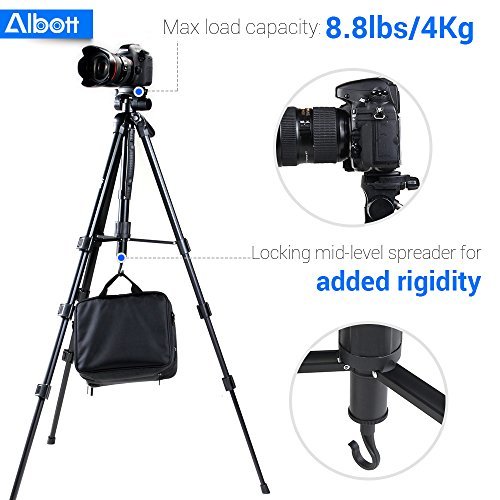 Albott
Max load capacity: 8.8lbs/4Kg
Locking mid-level spreader for
added rigidity